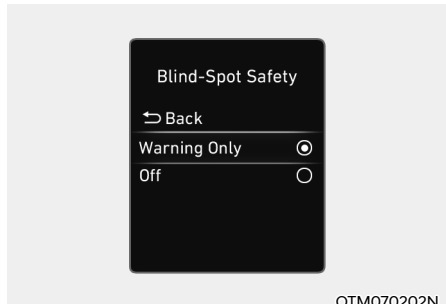 Blind-Spot Safety
Back
Warning Only
Off
OTM070202N